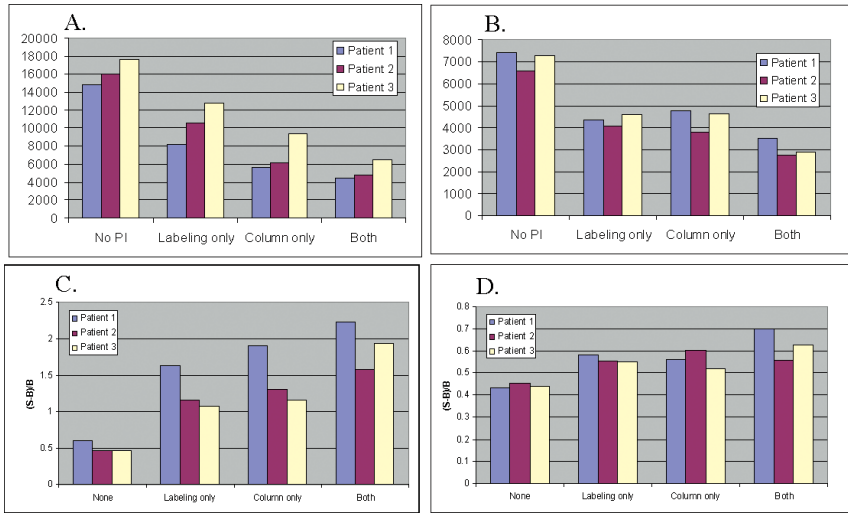 A.
20000
18000
16000
14000
12000
10000
8000
6000
4000
2000
0
Patient 1
Patient 2
Patient 3
No PI Labeling only Column only Both
B.
8000
7000
6000
5000
4000
3000
2000
1000
0
Patient 1
Patient 2
Patient 3
No PI Labeling only Column only Both
C.
2.5
2
1.5
1
0.5
0
(S-B)/B
Patient 1
Patient 2
Patient 3
None Labeling only Column only Both
D.
0.8
0.7
0.6
0.5
0.4
0.3
0.2
0.1
0
(S-B)/B
Patient 1
Patient 2
Patient 3
None Labeling only Column only Both